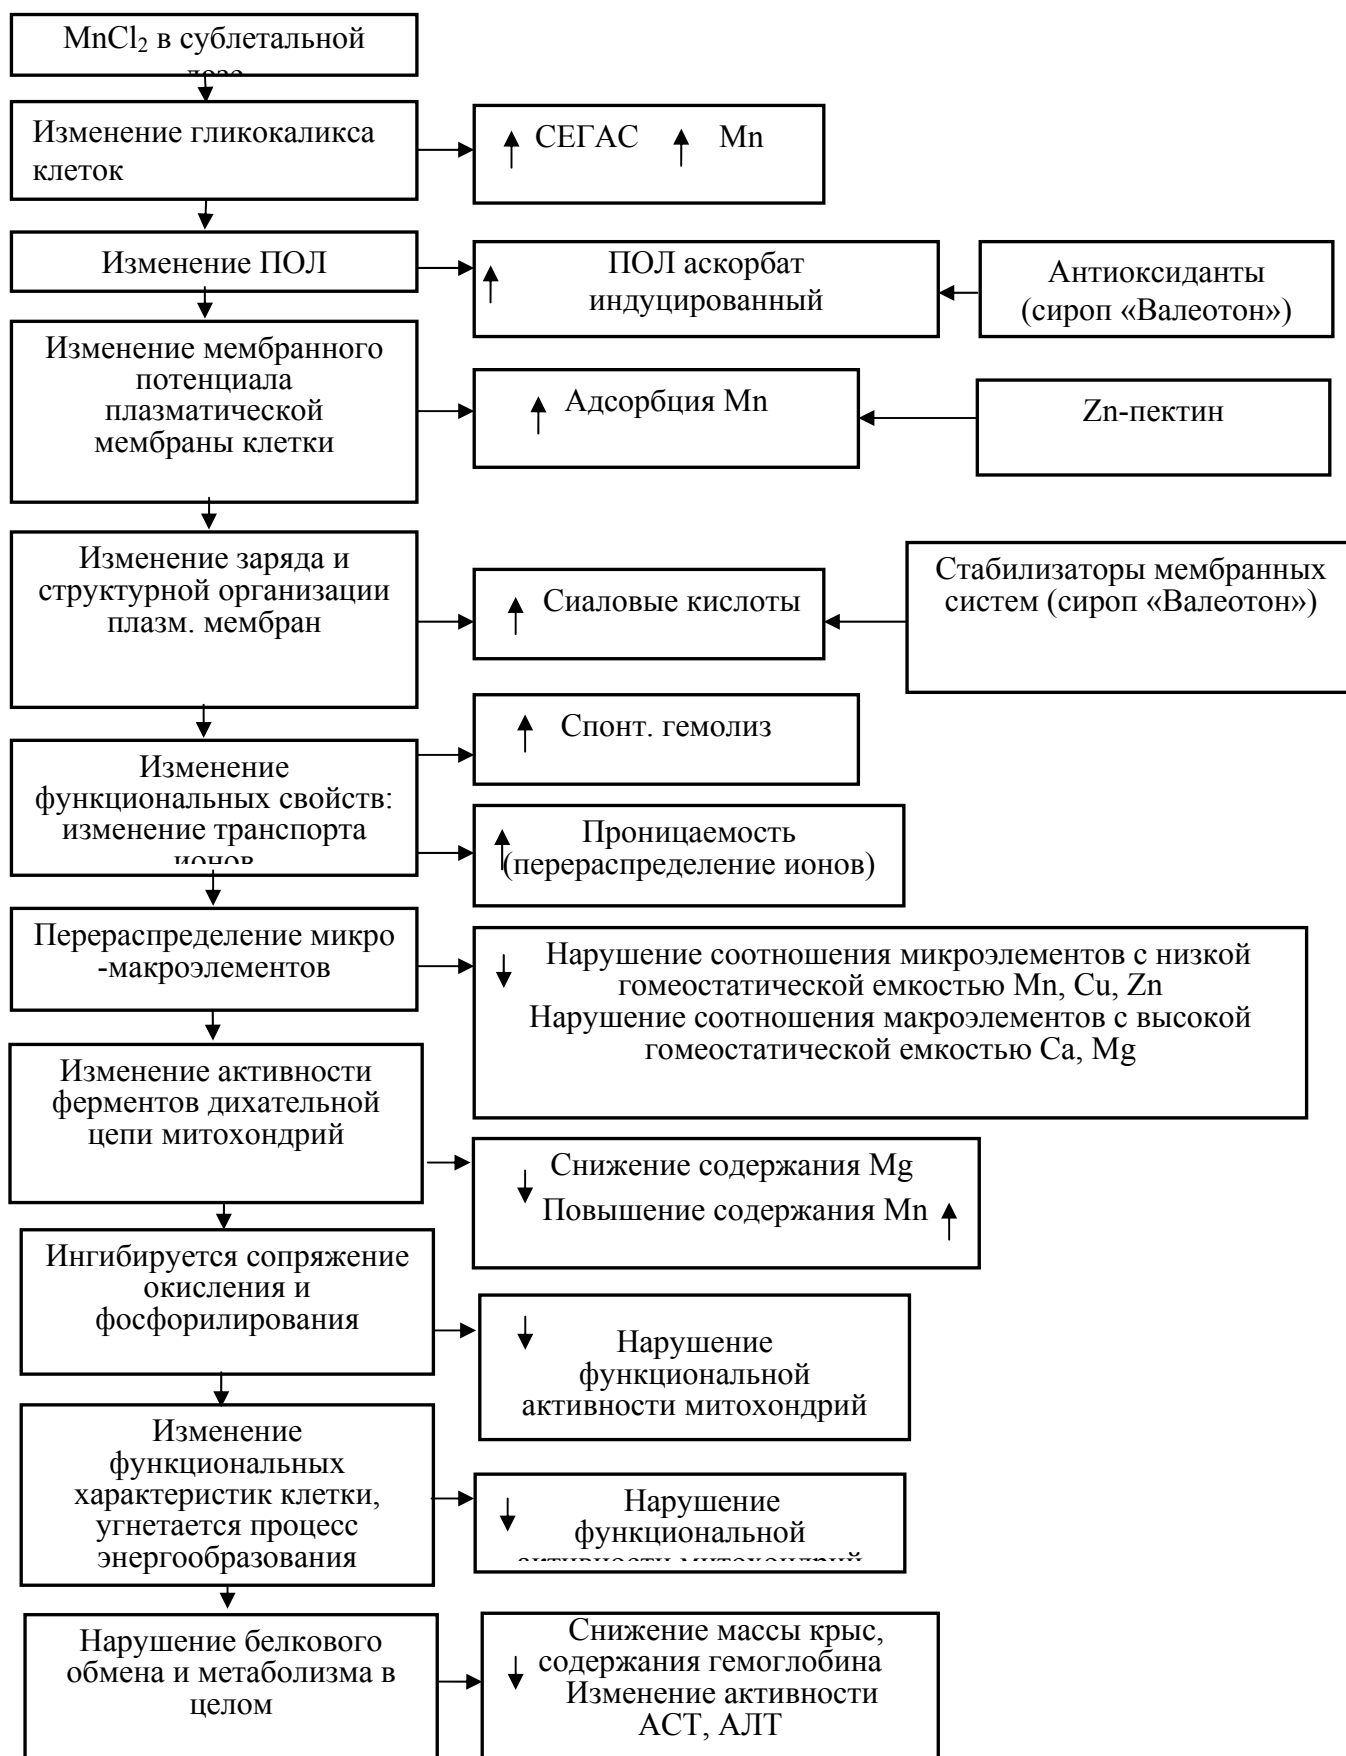 MnCl₂ в сублетальной
дозе
Изменение гликокаликса
клеток
СЕГАС Mn
Изменение ПОЛ
ПОЛ аскорбат
индуцированный
Антиоксиданты
(сироп «Валеотон»)
Изменение мембранного
потенциала
плазматической
мембраны клетки
Адсорбция Mn
Zn-пектин
Изменение заряда и
структурной организации
плазм. мембран
Сиаловые кислоты
Стабилизаторы мембранных
систем (сироп «Валеотон»)
Спонт. гемолиз
Изменение
функциональных свойств:
изменение транспорта
ионов
Проницаемость
(перераспределение ионов)
Перераспределение микро
-макроэлементов
Нарушение соотношения микроэлементов с низкой
гомеостатической емкостью Mn, Cu, Zn
Нарушение соотношения макроэлементов с высокой
гомеостатической емкостью Ca, Mg
Изменение активности
ферментов дихательной
цепи митохондрий
Снижение содержания Mg
Повышение содержания Mn
Ингибируется сопряжение
окисления и
фосфорилирования
Нарушение
функциональной
активности митохондрий
Изменение
функциональных
характеристик клетки,
угнетается процесс
энергообразования
Нарушение
функциональной
активности митохондрий
Нарушение белкового
обмена и метаболизма в
целом
Снижение массы крыс,
содержания гемоглобина
Изменение активности
АСТ, АЛТ